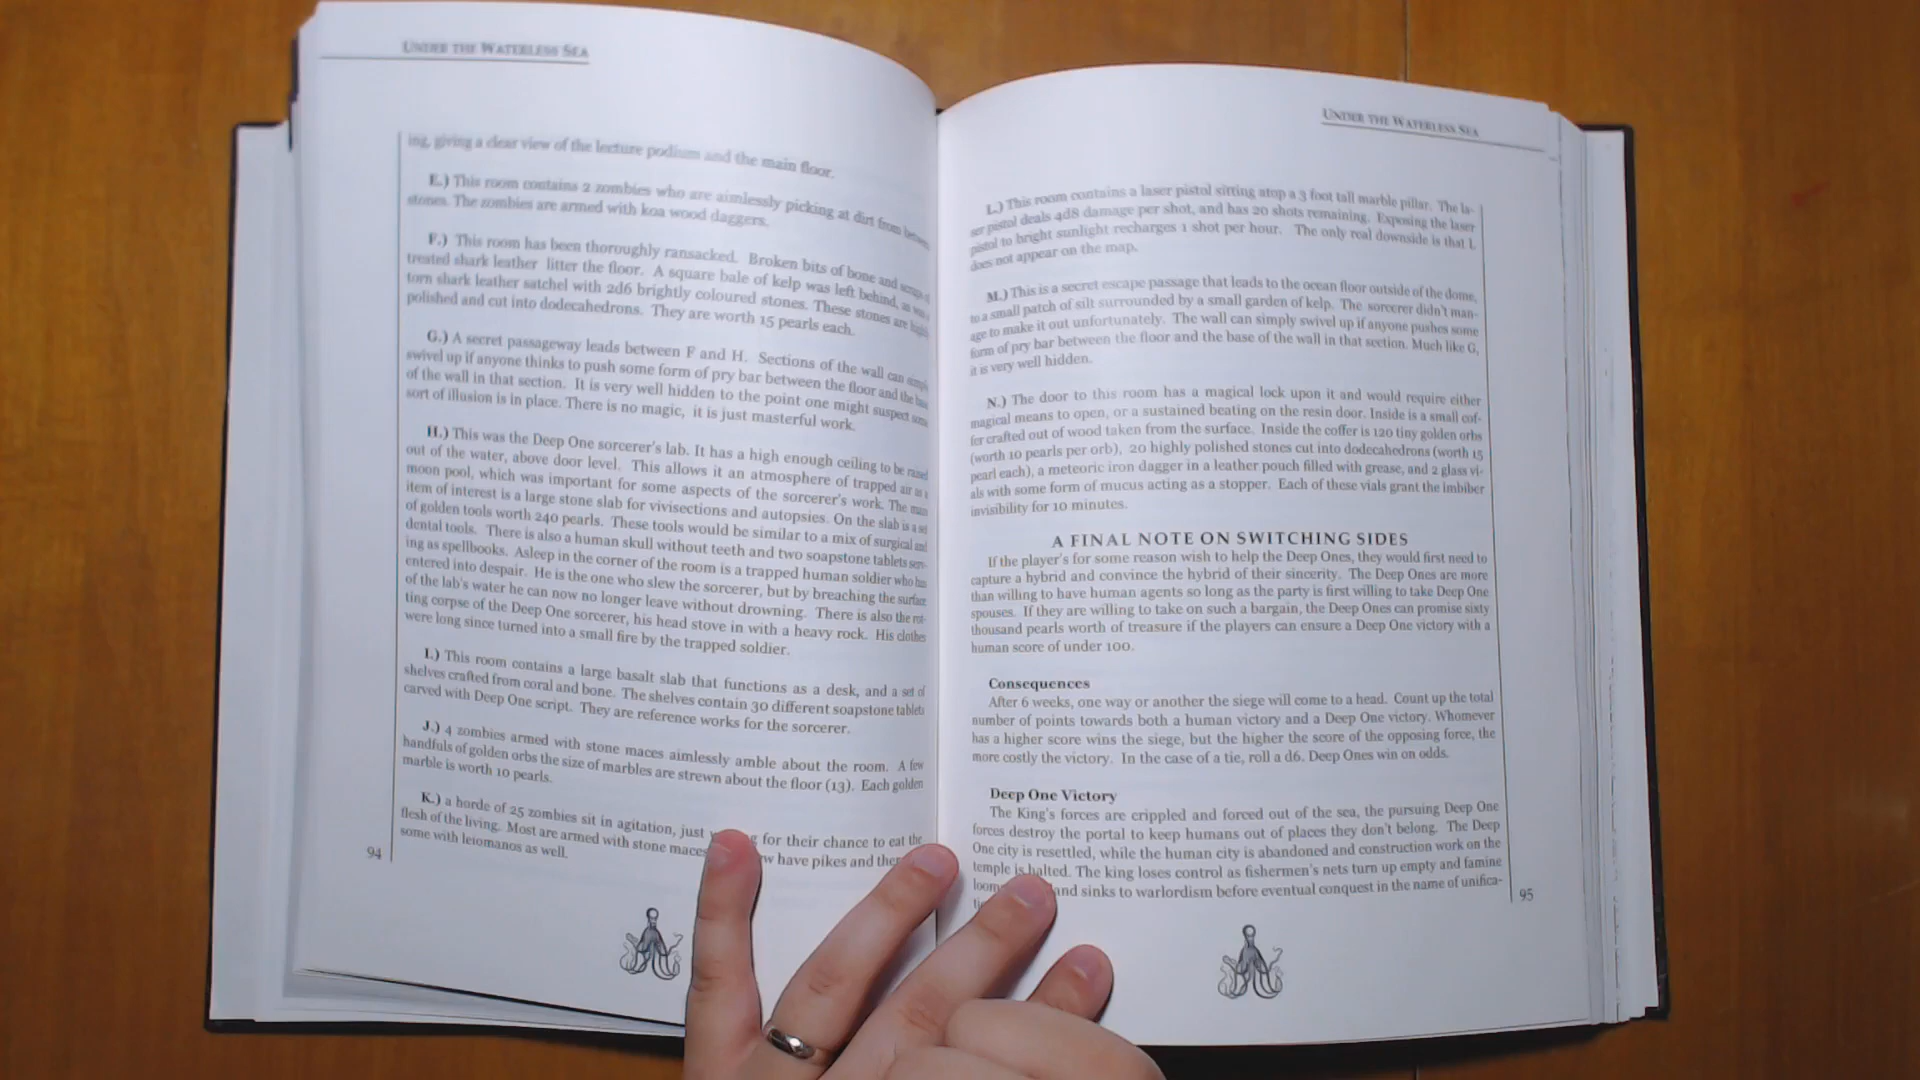 UNDER THE WATERLESS SEA
ing, giving a clear view of the lecture podium and the main floor.
E.) This room contains 2 zombies who are aimlessly picking at dirt from between
stones. The zombies are armed with koa wood daggers.
F.) This room has been thoroughly ransacked. Broken bits of bone and scraps of
treated shark leather litter the floor. A square bale of kelp was left behind, as was a
torn shark leather satchel with 2d6 brightly coloured stones. These stones are highly
polished and cut into dodecahedrons. They are worth 15 pearls each.
G.) A secret passageway leads between F and H. Sections of the wall can simply
swivel up if anyone thinks to push some form of pry bar between the floor and the base
of the wall in that section. It is very well hidden to the point one might suspect some
sort of illusion is in place. There is no magic, it is just masterful work.
H.) This was the Deep One sorcerer's lab. It has a high enough ceiling to be raised
out of the water, above door level. This allows it an atmosphere of trapped air as a
moon pool, which was important for some aspects of the sorcerer's work. The main
item of interest is a large stone slab for vivisections and autopsies. On the slab is a set
of golden tools worth 240 pearls. These tools would be similar to a mix of surgical and
dental tools. There is also a human skull without teeth and two soapstone tablets serv-
ing as spellbooks. Asleep in the corner of the room is a trapped human soldier who has
entered into despair. He is the one who slew the sorcerer, but by breaching the surface
of the lab's water he can now no longer leave without drowning. There is also the rot-
ting corpse of the Deep One sorcerer, his head stove in with a heavy rock. His clothes
were long since turned into a small fire by the trapped soldier.
I.) This room contains a large basalt slab that functions as a desk, and a set of
shelves crafted from coral and bone. The shelves contain 30 different soapstone tablets
carved with Deep One script. They are reference works for the sorcerer.
J.) 4 zombies armed with stone maces aimlessly amble about the room. A few
handfuls of golden orbs the size of marbles are strewn about the floor (13). Each golden
marble is worth 10 pearls.
K.) a horde of 25 zombies sit in agitation, just for their chance to eat the
flesh of the living. Most are armed with stone maces have pikes and
some with leiomanos as well.
94
UNDER THE WATERLESS SEA
L.) This room contains a laser pistol sitting atop a 3 foot tall marble pillar. The la-
ser pistol deals 4d8 damage per shot, and has 20 shots remaining. Exposing the laser
pistol to bright sunlight recharges 1 shot per hour. The only real downside is that L
does not appear on the map.
M.) This is a secret escape passage that leads to the ocean floor outside of the dome,
to a small patch of silt surrounded by a small garden of kelp. The sorcerer didn't man-
age to make it out unfortunately. The wall can simply swivel up if anyone pushes some
form of pry bar between the floor and the base of the wall in that section. Much like G,
it is very well hidden.
N.) The door to this room has a magical lock upon it and would require either
magical means to open, or a sustained beating on the resin door. Inside is a small cof-
fer crafted out of wood taken from the surface. Inside the coffer is 120 tiny golden orbs
(worth 10 pearls per orb), 20 highly polished stones cut into dodecahedrons (worth 15
pearl each), a meteoric iron dagger in a leather pouch filled with grease, and 2 glass vi-
als with some form of mucus acting as a stopper. Each of these vials grant the imbiber
invisibility for 10 minutes.
A FINAL NOTE ON SWITCHING SIDES
If the player's for some reason wish to help the Deep Ones, they would first need to
capture a hybrid and convince the hybrid of their sincerity. The Deep Ones are more
than willing to have human agents so long as the party is first willing to take Deep One
spouses. If they are willing to take on such a bargain, the Deep Ones can promise sixty
thousand pearls worth of treasure if the players can ensure a Deep One victory with a
human score of under 100.
Consequences
After 6 weeks, one way or another the siege will come to a head. Count up the total
number of points towards both a human victory and a Deep One victory. Whomever
has a higher score wins the siege, but the higher the score of the opposing force, the
more costly the victory. In the case of a tie, roll a d6. Deep Ones win on odds.
Deep One Victory
The King's forces are crippled and forced out of the sea, the pursuing Deep One
forces destroy the portal to keep humans out of places they don't belong. The Deep
One city is resettled, while the human city is abandoned and construction work on the
temple is halted. The king loses control as fishermen's nets turn up empty and famine
and sinks to warlordism before eventual conquest in the name of unifica-
95